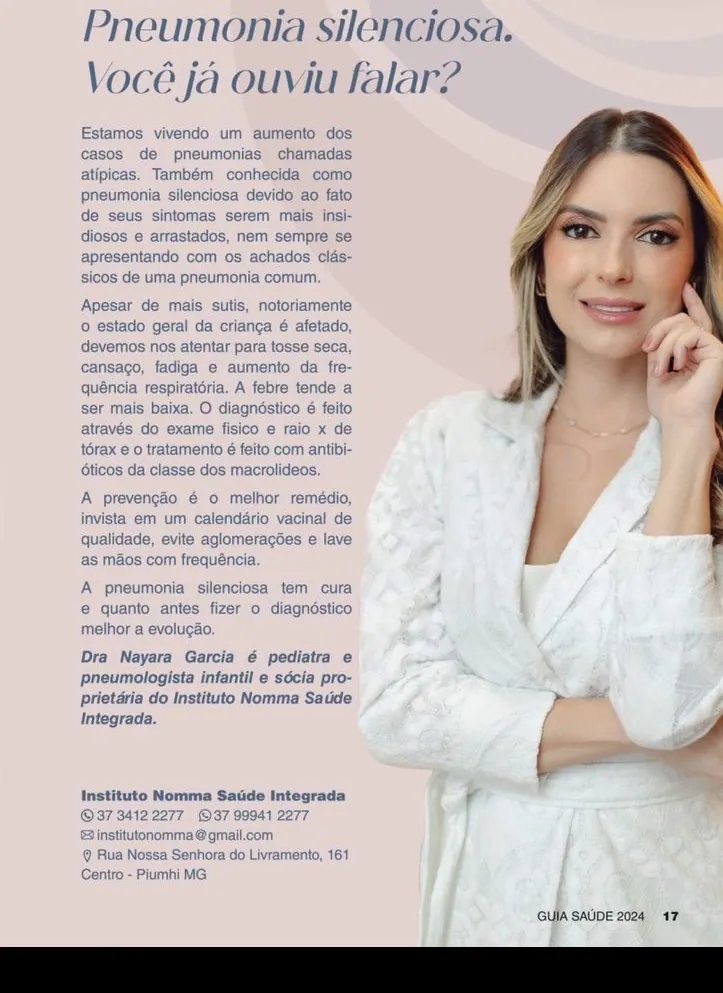 Pneumonia silenciosa.
Você já ouviu falar?
Estamos vivendo um aumento dos
casos de pneumonias chamadas
atípicas. Também conhecida como
pneumonia silenciosa devido ao fato
de seus sintomas serem mais insi-
diosos e arrastados, nem sempre se
apresentando com os achados clás-
sicos de uma pneumonia comum.
Apesar de mais sutis, notoriamente
o estado geral da criança é afetado,
devemos nos atentar para tosse seca,
cansaço, fadiga e aumento da fre-
quência respiratória. A febre tende a
ser mais baixa. O diagnóstico é feito
através do exame fisico e raio x de
tórax e o tratamento é feito com antibi-
óticos da classe dos macrolideos.
A prevenção é o melhor remédio,
invista em um calendário vacinal de
qualidade, evite aglomerações e lave
as mãos com frequência.
A pneumonia silenciosa tem cura
e quanto antes fizer o diagnóstico
melhor a evolução.
Dra Nayara Garcia é pediatra e
pneumologista infantil e sócia pro-
prietária do Instituto Nomma Saúde
Integrada.
Instituto Nomma Saúde Integrada
37 3412 2277 37 99941 2277
institutonomma@gmail.com
Rua Nossa Senhora do Livramento, 161
Centro - Piumhi MG
GUIA SAÚDE 2024 17